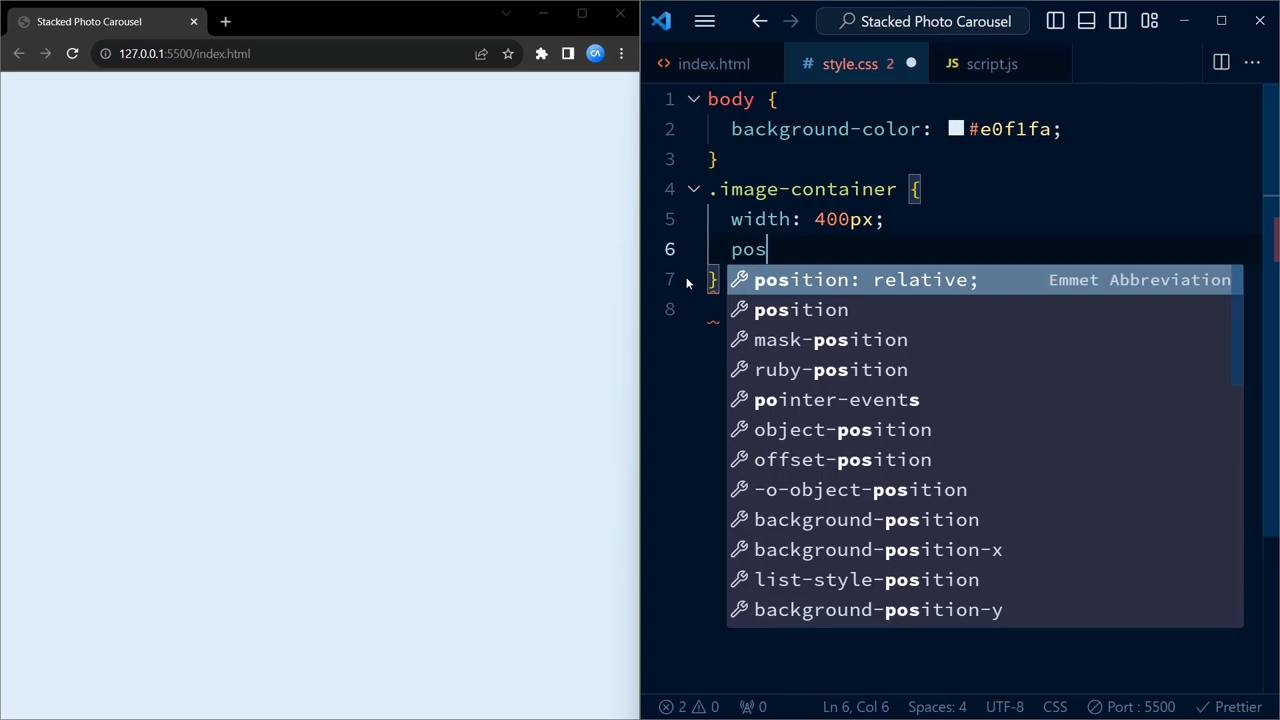 Stacked Photo Carousel
127.0.0.1:5500/index.html
Stacked Photo Carousel
index.html
# style.css 2
JS script.js
1 body {
2 background-color: #e0f1fa;
3 }
4 .image-container {
5 width: 400px;
6 pos
7 }
8
position: relative; Emmet Abbreviation
position
mask-position
ruby-position
pointer-events
object-position
offset-position
-o-object-position
background-position
background-position-x
list-style-position
background-position-y
2 0 0 Ln 6, Col 6 Spaces: 4 UTF-8 CSS Port : 5500 Prettier